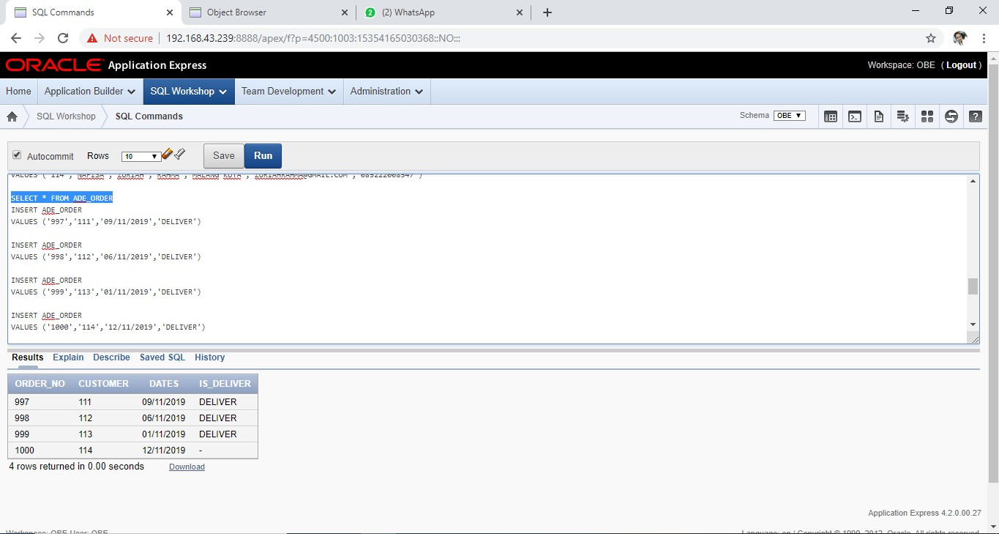 SQL Commands
Object Browser
2 (2) WhatsApp
Not secure 192.168.43.239:8888/apex/f?p=4500:1003:15354165030368::NO:::
ORACLE Application Express
Workspace: OBE ( Logout )
Home Application Builder SQL Workshop Team Development Administration
SQL Workshop SQL Commands
Schema OBE
Autocommit Rows 10 Save Run
VALUES ('114','NAFISA','ZURIAH','RAHMA','MALANG KOTA','ZURIAHRAHMA@GMAIL.COM','089222008947')
SELECT * FROM ADE_ORDER
INSERT ADE_ORDER
VALUES ('997','111','09/11/2019','DELIVER')
INSERT ADE_ORDER
VALUES ('998','112','06/11/2019','DELIVER')
INSERT ADE_ORDER
VALUES ('999','113','01/11/2019','DELIVER')
INSERT ADE_ORDER
VALUES ('1000','114','12/11/2019','DELIVER')
Results Explain Describe Saved SQL History
ORDER_NO CUSTOMER DATES IS_DELIVER
997 111 09/11/2019 DELIVER
998 112 06/11/2019 DELIVER
999 113 01/11/2019 DELIVER
1000 114 12/11/2019 -
4 rows returned in 0.00 seconds Download
Application Express 4.2.0.00.27
Workspace: OBE User: OBE
Language: en | Copyright © 1999, 2012, Oracle. All rights reserved.